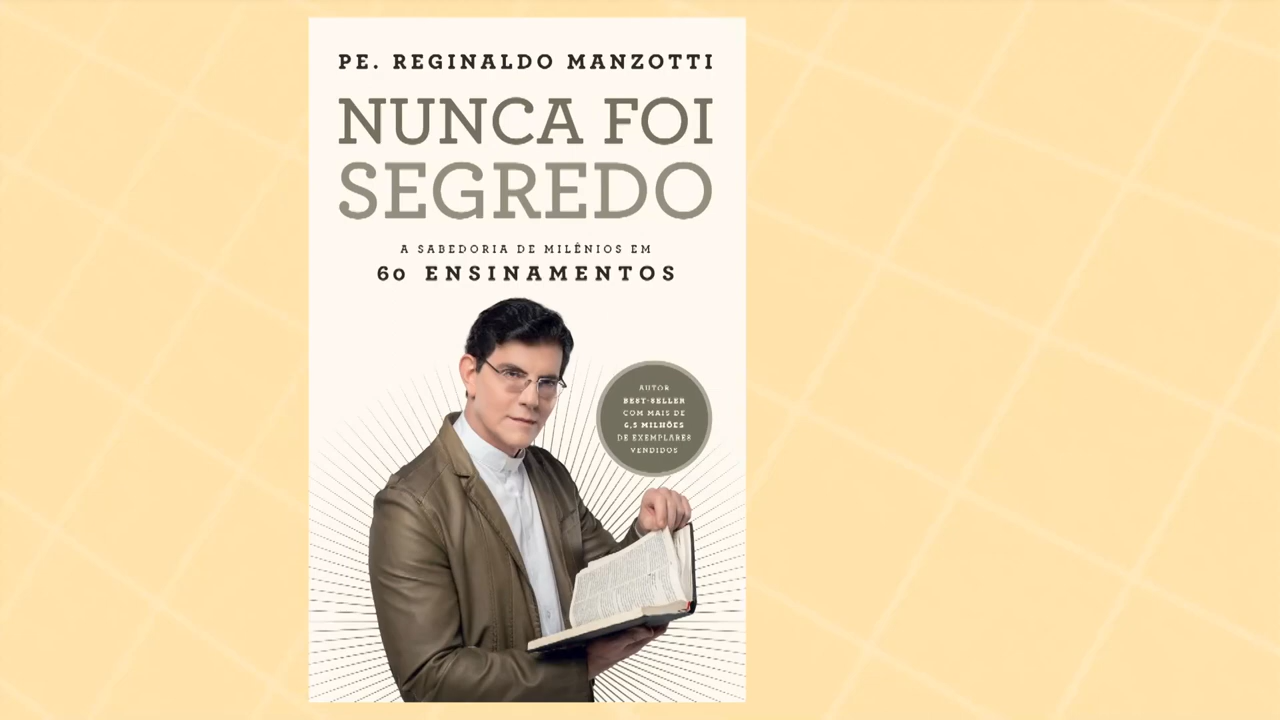 PE. REGINALDO MANZOTTI
NUNCA FOI
SEGREDO
A SABEDORIA DE MILÊNIOS EM
60 ENSINAMENTOS
AUTOR
BEST-SELLER
COM MAIS DE
6,5 MILHÕES
DE EXEMPLARES
VENDIDOS